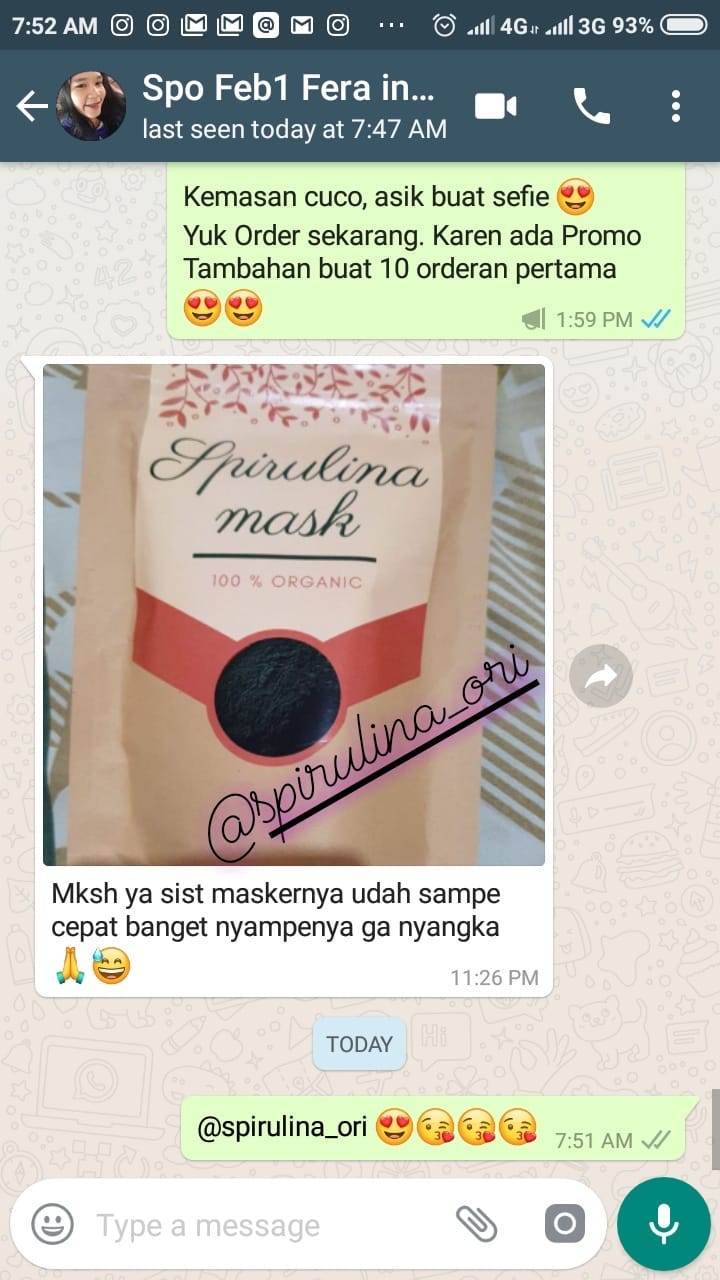 7:52 AM ... 4G 3G 93%
Spo Feb1 Fera in...
last seen today at 7:47 AM
Kemasan cuco, asik buat sefie 😍
Yuk Order sekarang. Karen ada Promo
Tambahan buat 10 orderan pertama
😍😍
1:59 PM
Spirulina
mask
100 % ORGANIC
@spirulina_ori
Mksh ya sist maskernya udah sampe
cepat banget nyampenya ga nyangka
🙏😅
11:26 PM
TODAY
@spirulina_ori 😍😘😘😘 7:51 AM
Type a message